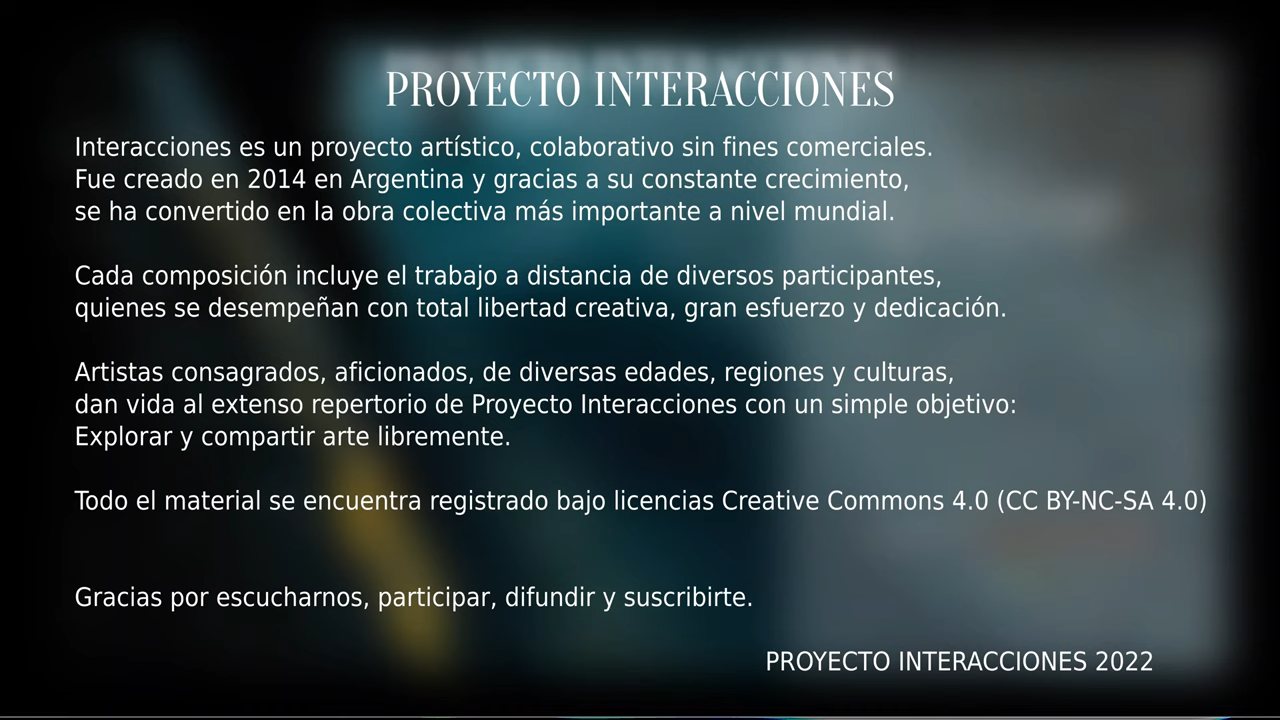 PROYECTO INTERACCIONES
Interacciones es un proyecto artístico, colaborativo sin fines comerciales.
Fue creado en 2014 en Argentina y gracias a su constante crecimiento,
se ha convertido en la obra colectiva más importante a nivel mundial.
Cada composición incluye el trabajo a distancia de diversos participantes,
quienes se desempeñan con total libertad creativa, gran esfuerzo y dedicación.
Artistas consagrados, aficionados, de diversas edades, regiones y culturas,
dan vida al extenso repertorio de Proyecto Interacciones con un simple objetivo:
Explorar y compartir arte libremente.
Todo el material se encuentra registrado bajo licencias Creative Commons 4.0 (CC BY-NC-SA 4.0)
Gracias por escucharnos, participar, difundir y suscribirte.
PROYECTO INTERACCIONES 2022